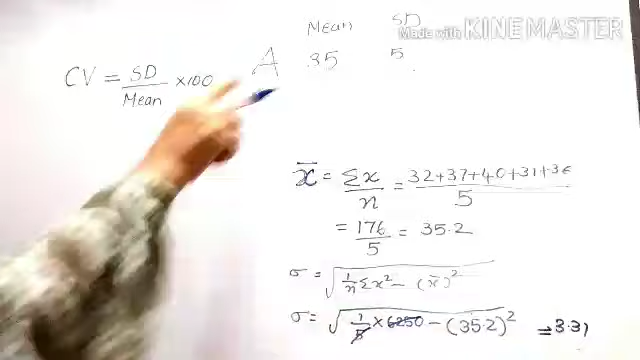 Mean SD
Made with KINEMASTER
CV = SD/Mean ×100
A 35 5
x̄ = Σx/n = 32+37+40+31+36/5
= 176/5 = 35.2
σ = √(1/n Σx² − (x̄)²)
σ = √(1/5 × 6250 − (35.2)²) = 3.31